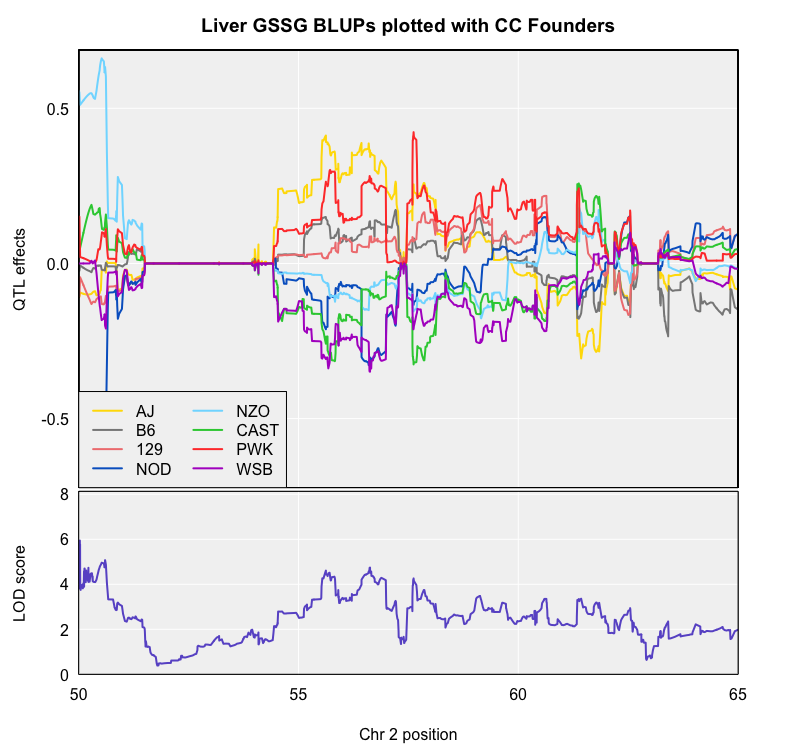 Liver GSSG BLUPs plotted with CC Founders
QTL effects
0.5
0.0
-0.5
AJ NZO
B6 CAST
129 PWK
NOD WSB
LOD score
8
6
4
2
0
50 55 60 65
Chr 2 position